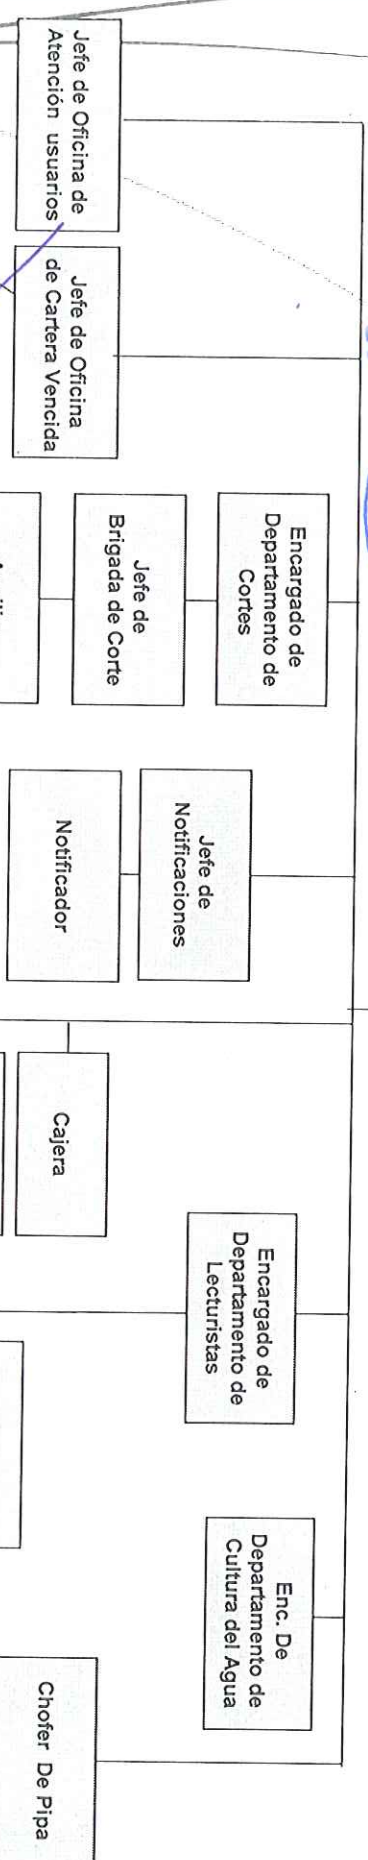 Jefe de Oficina de
Atención usuarios
Jefe de Oficina
de Cartera Vencida
Encargado de
Departamento de
Cortes
Jefe de
Brigada de Corte
Jefe de
Notificaciones
Notificador
Cajera
Encargado de
Departamento de
Lecturistas
Enc. De
Departamento de
Cultura del Agua
Chofer De Pipa